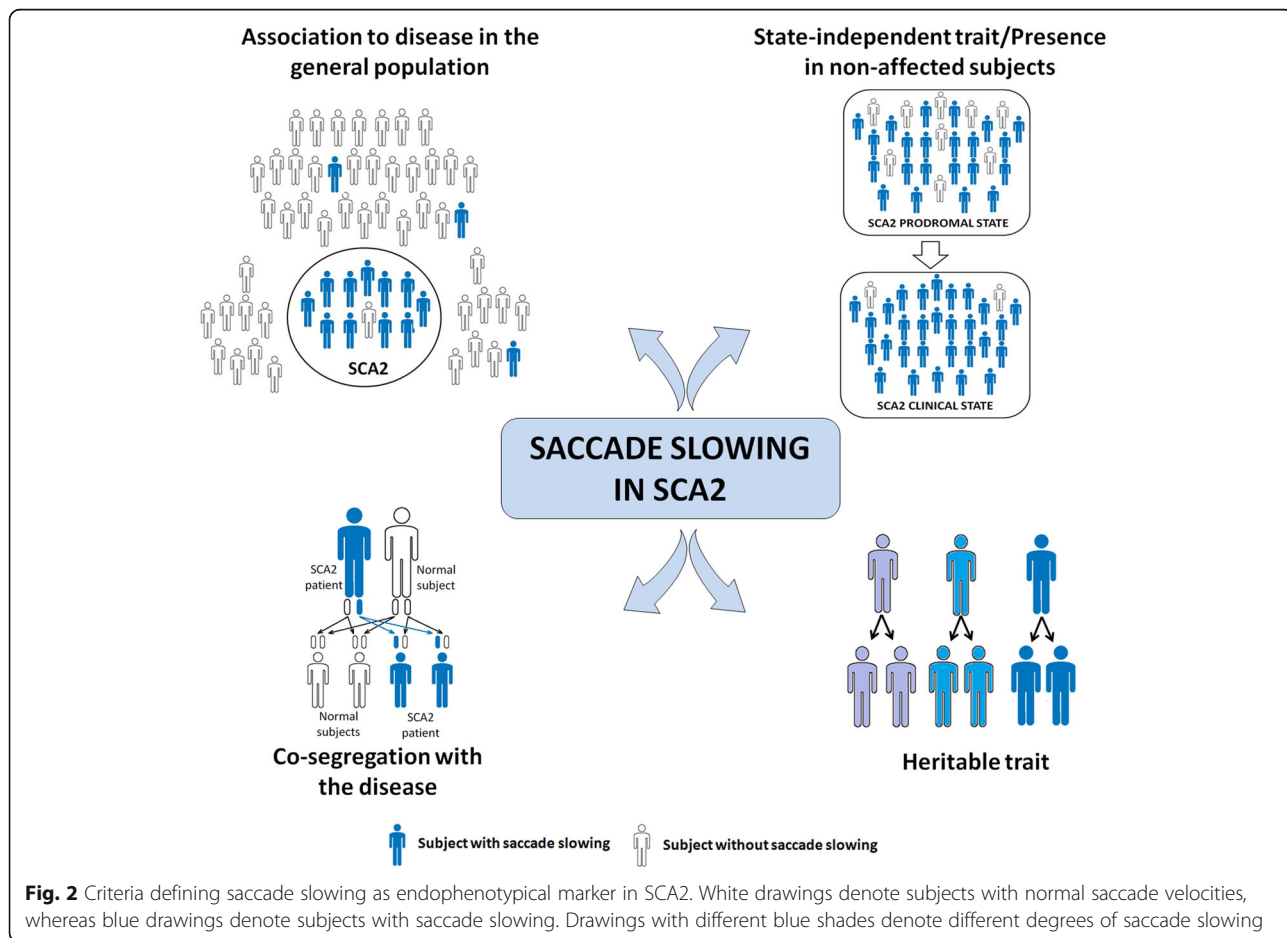 Association to disease in the
general population
State-independent trait/Presence
in non-affected subjects
SCA2 PRODROMAL STATE
SCA2
SCA2 CLINICAL STATE
SACCADE SLOWING
IN SCA2
SCA2
patient
Normal
subject
Normal
subjects
SCA2
patient
Co-segregation with
the disease
Heritable trait
Subject with saccade slowing
Subject without saccade slowing
Fig. 2 Criteria defining saccade slowing as endophenotypical marker in SCA2. White drawings denote subjects with normal saccade velocities,
whereas blue drawings denote subjects with saccade slowing. Drawings with different blue shades denote different degrees of saccade slowing